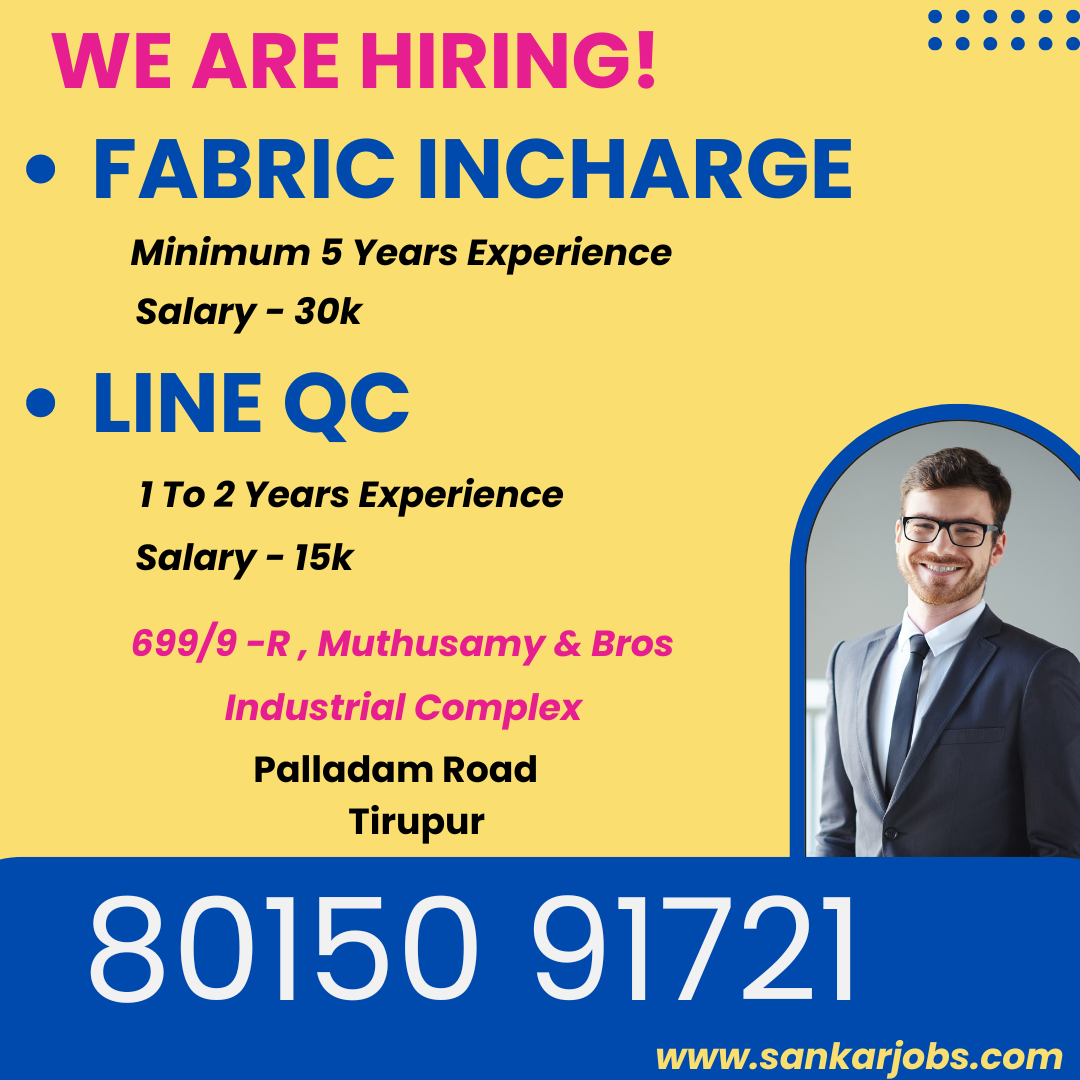 WE ARE HIRING!
• FABRIC INCHARGE
Minimum 5 Years Experience
Salary - 30k
• LINE QC
1 To 2 Years Experience
Salary - 15k
699/9 -R , Muthusamy & Bros
Industrial Complex
Palladam Road
Tirupur
80150 91721
www.sankarjobs.com